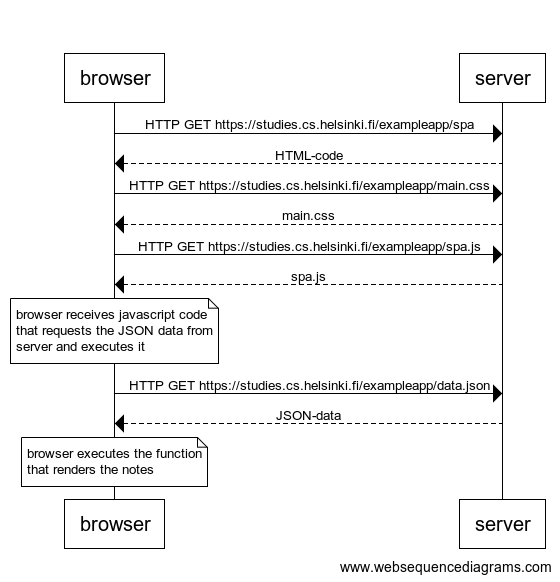 browser
server
HTTP GET https://studies.cs.helsinki.fi/exampleapp/spa
HTML-code
HTTP GET https://studies.cs.helsinki.fi/exampleapp/main.css
main.css
HTTP GET https://studies.cs.helsinki.fi/exampleapp/spa.js
spa.js
browser receives javascript code
that requests the JSON data from
server and executes it
HTTP GET https://studies.cs.helsinki.fi/exampleapp/data.json
JSON-data
browser executes the function
that renders the notes
browser
server
www.websequencediagrams.com